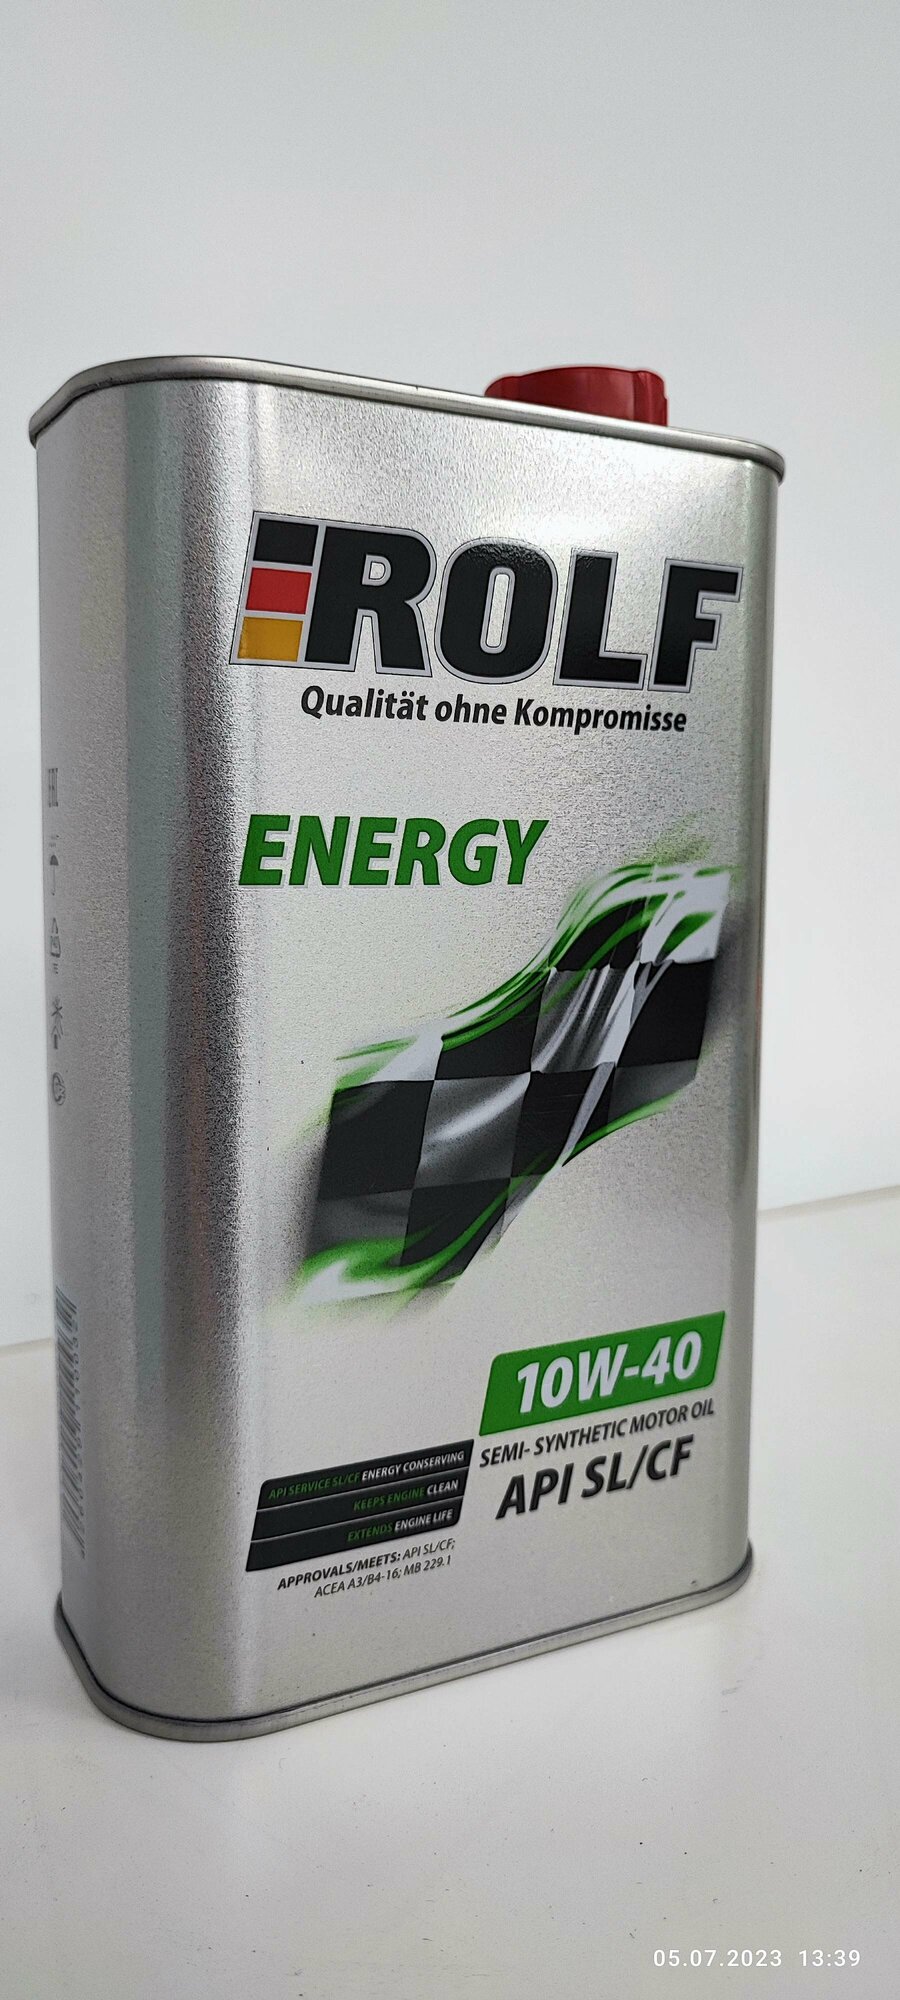 ROLF
Qualität ohne Kompromisse
ENERGY
10W-40
SEMI- SYNTHETIC MOTOR OIL
API SL/CF
API SERVICE SL/CF ENERGY CONSERVING
KEEPS ENGINE CLEAN
EXTENDS ENGINE LIFE
APPROVALS/MEETS: API SL/CF;
ACEA A3/B4-16; MB 229.1
05.07.2023 13:39